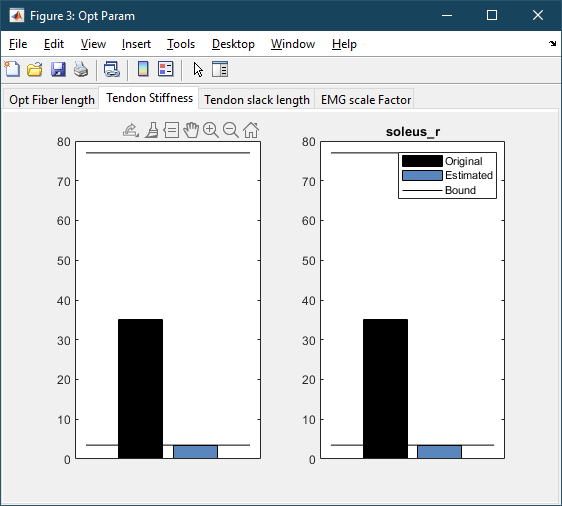 Figure 3: Opt Param
File Edit View Insert Tools Desktop Window Help
Opt Fiber length Tendon Stiffness Tendon slack length EMG scale Factor
80
70
60
50
40
30
20
10
0
soleus_r
80
70
60
50
40
30
20
10
0
Original
Estimated
Bound